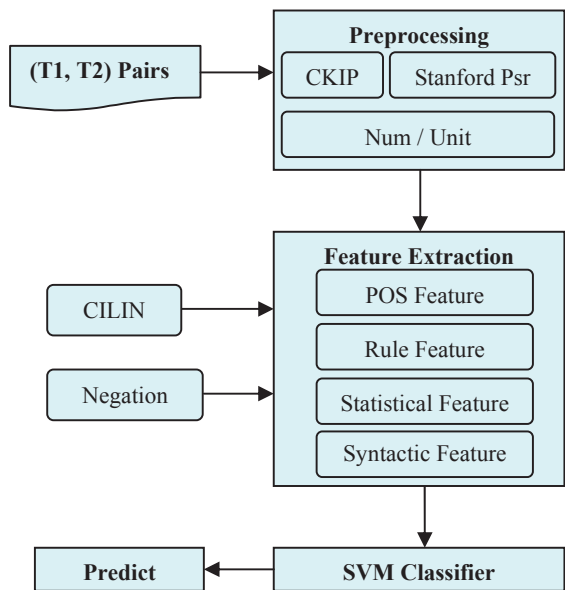 Preprocessing
(T1, T2) Pairs
CKIP
Stanford Psr
Num / Unit
Feature Extraction
POS Feature
CILIN
Rule Feature
Negation
Statistical Feature
Syntactic Feature
Predict
SVM Classifier